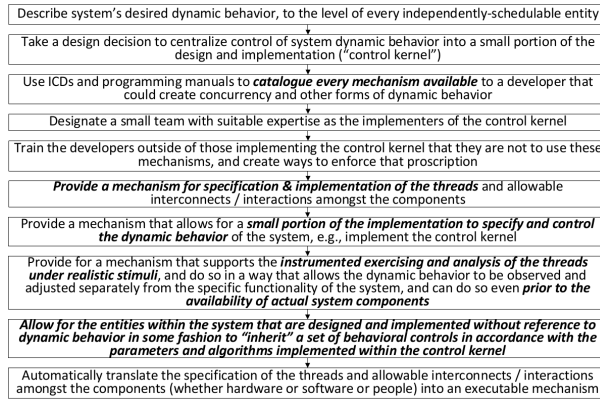 Describe system's desired dynamic behavior, to the level of every independently-schedulable entity
Take a design decision to centralize control of system dynamic behavior into a small portion of the
design and implementation ("control kernel")
Use ICDs and programming manuals to catalogue every mechanism available to a developer that
could create concurrency and other forms of dynamic behavior
Designate a small team with suitable expertise as the implementers of the control kernel
Train the developers outside of those implementing the control kernel that they are not to use these
mechanisms, and create ways to enforce that proscription
Provide a mechanism for specification & implementation of the threads and allowable
interconnects / interactions amongst the components
Provide a mechanism that allows for a small portion of the implementation to specify and control
the dynamic behavior of the system, e.g., implement the control kernel
Provide for a mechanism that supports the instrumented exercising and analysis of the threads
under realistic stimuli, and do so in a way that allows the dynamic behavior to be observed and
adjusted separately from the specific functionality of the system, and can do so even prior to the
availability of actual system components
Allow for the entities within the system that are designed and implemented without reference to
dynamic behavior in some fashion to "inherit" a set of behavioral controls in accordance with the
parameters and algorithms implemented within the control kernel
Automatically translate the specification of the threads and allowable interconnects / interactions
amongst the components (whether hardware or software or people) into an executable mechanism